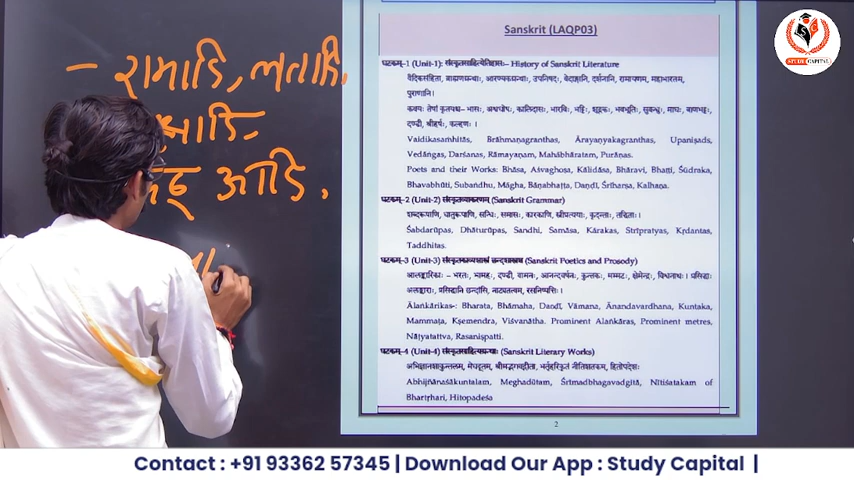 - रामादि, लतादि,
आदि,
Sanskrit (LAQP03)
STUDY CAPITAL
घटकम्-1 (Unit-1): संस्कृतसाहित्येतिहासः- History of Sanskrit Literature
वैदिकसंहिता, ब्राह्मणग्रन्थाः, आरण्यकग्रन्थाः, उपनिषदः, वेदाङ्गानि, दर्शनानि, रामायणम्, महाभारतम्,
पुराणानि।
कवयः तेषां कृतयश्च- भासः, अश्वघोषः, कालिदासः, भारविः, भट्टिः, शूद्रकः, भवभूतिः, सुबन्धुः, माघः, बाणभट्टः,
दण्डी, श्रीहर्षः, कल्हणः।
Vaidikasaṃhitās, Brāhmaṇagranthas, Ārayṇyakagranthas, Upaniṣads,
Vedāṅgas, Darśanas, Rāmayaṇam, Mahābhāratam, Purāṇas.
Poets and their Works: Bhāsa, Aśvaghoṣa, Kālidāsa, Bhāravi, Bhaṭṭi, Śūdraka,
Bhavabhūti, Subandhu, Māgha, Bāṇabhaṭṭa, Daṇḍī, Śrīharṣa, Kalhaṇa.
घटकम्-2 (Unit-2) संस्कृतव्याकरणम् (Sanskrit Grammar)
शब्दरूपाणि, धातुरूपाणि, सन्धिः, समासः, कारकाणि, स्त्रीप्रत्ययाः, कृदन्ताः, तद्धिताः।
Śabdarūpas, Dhāturūpas, Sandhi, Samāsa, Kārakas, Strīpratyas, Kṛdantas,
Taddhitas.
घटकम्-3 (Unit-3) संस्कृतकाव्यशास्त्रं छन्दःशास्त्रञ्च (Sanskrit Poetics and Prosody)
आलङ्कारिकाः - भरतः, भामहः, दण्डी, वामनः, आनन्दवर्धनः, कुन्तकः, मम्मटः, क्षेमेन्द्रः, विश्वनाथः। प्रसिद्धाः
अलङ्काराः, प्रसिद्धानि छन्दांसि, नाट्यतत्वम्, रसनिष्पत्तिः।
Ālaṅkārikas-: Bharata, Bhāmaha, Daṇḍī, Vāmana, Ānandavardhana, Kuntaka,
Mammaṭa, Kṣemendra, Viśvanātha. Prominent Alaṅkāras, Prominent metres,
Nāṭyatattva, Rasaniṣpatti.
घटकम्-4 (Unit-4) संस्कृतसाहित्यग्रन्थाः (Sanskrit Literary Works)
अभिज्ञानशाकुन्तलम्, मेघदूतम्, श्रीमद्भगवद्गीता, भर्तृहरिकृतं नीतिशतकम्, हितोपदेशः
Abhijñānaśākuntalam, Meghadūtam, Śrīmadbhagavadgitā, Nītiśatakam of
Bhariṛhari, Hitopadeśa
2
Contact : +91 93362 57345 | Download Our App : Study Capital |